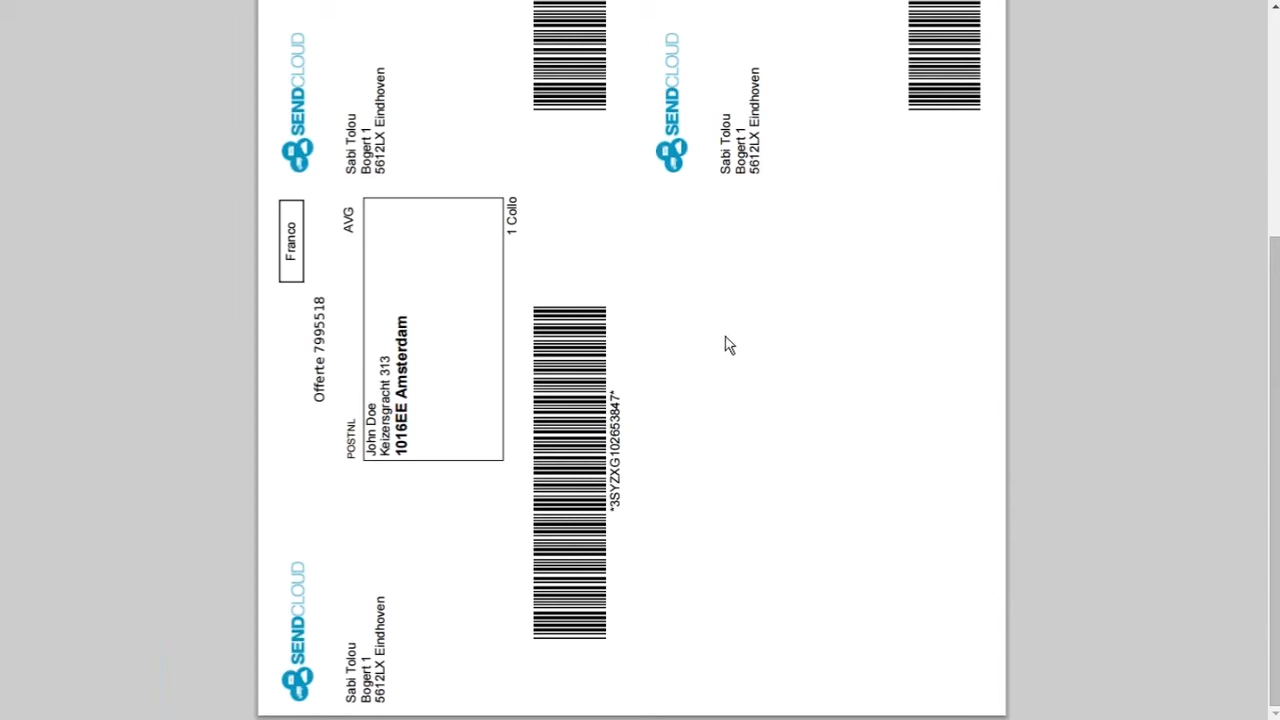 SENDCLOUD
Sabi Tolou
Bogert 1
5612LX Eindhoven
SENDCLOUD
Sabi Tolou
Bogert 1
5612LX Eindhoven
Franco
Offerte 7995518
POSTNL
AVG
John Doe
Keizersgracht 313
1016EE Amsterdam
1 Collo
*3SYZXG102653847*
SENDCLOUD
Sabi Tolou
Bogert 1
5612LX Eindhoven